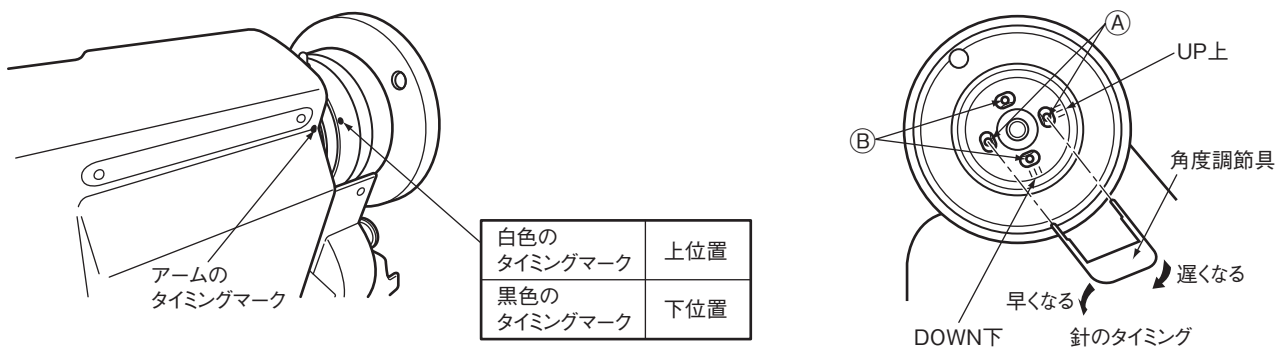 アームの
タイミングマーク
白色の
タイミングマーク
上位置
黒色の
タイミングマーク
下位置
Ⓐ
UP上
Ⓑ
角度調節具
遅くなる
早くなる
DOWN下
針のタイミング